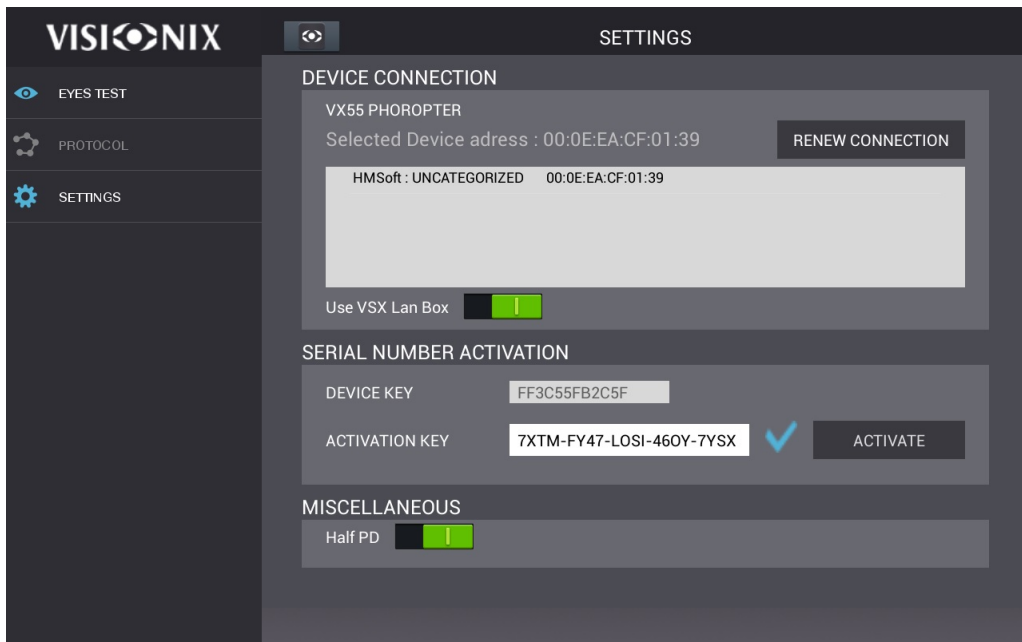 VISIONIX
SETTINGS
EYES TEST
PROTOCOL
SETTINGS
DEVICE CONNECTION
VX55 PHOROPTER
Selected Device adress : 00:0E:EA:CF:01:39
RENEW CONNECTION
HMSoft : UNCATEGORIZED 00:0E:EA:CF:01:39
Use VSX Lan Box
SERIAL NUMBER ACTIVATION
DEVICE KEY FF3C55FB2C5F
ACTIVATION KEY 7XTM-FY47-LOSI-46OY-7YSX ACTIVATE
MISCELLANEOUS
Half PD